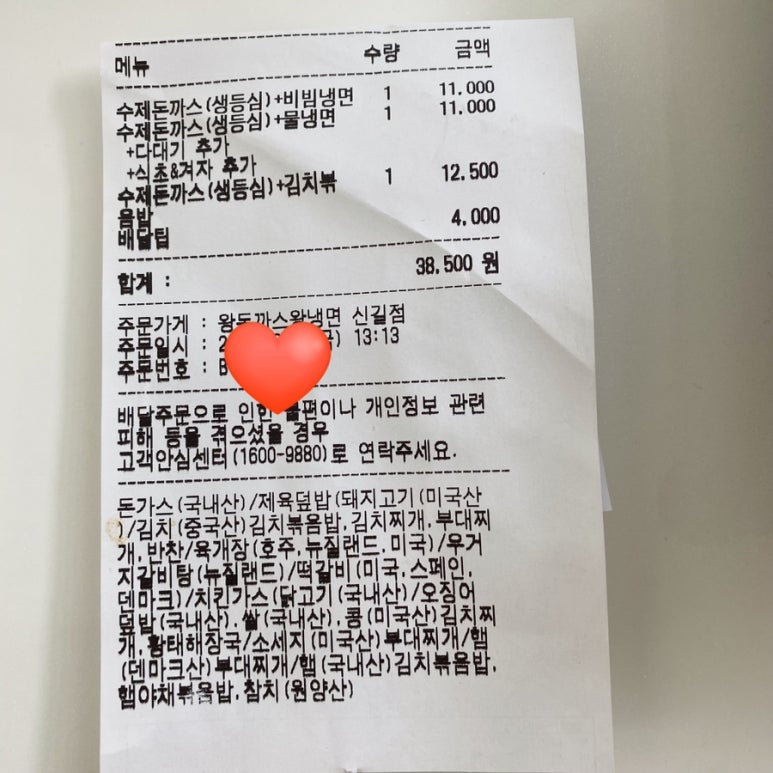 메뉴 수량 금액
수제돈까스(생등심)+비빔냉면 1 11.000
수제돈까스(생등심)+물냉면 1 11.000
+다대기 추가
+식초&겨자 추가
수제돈까스(생등심)+김치볶 1 12.500
음밥
배달팁 4.000
합계 : 38.500 원
주문가게 : 왕돈까스왕냉면 신길점
주문일시 : 2 ) 13:13
주문번호 : B
배달주문으로 인한 불편이나 개인정보 관련
피해 등을 겪으셨을 경우
고객안심센터(1600-9880)로 연락주세요.
돈가스(국내산)/제육덮밥(돼지고기(미국산
)/김치(중국산)김치볶음밥,김치찌개,부대찌
개,반찬/육개장(호주,뉴질랜드,미국)/우거
지갈비탕(뉴질랜드)/떡갈비(미국,스페인,
덴마크)/치킨가스(닭고기(국내산)/오징어
덮밥(국내산),쌀(국내산),콩(미국산)김치찌
개,황태해장국/소세지(미국산)부대찌개/햄
(덴마크산)부대찌개/햄(국내산)김치볶음밥,
햄야채볶음밥,참치(원양산)